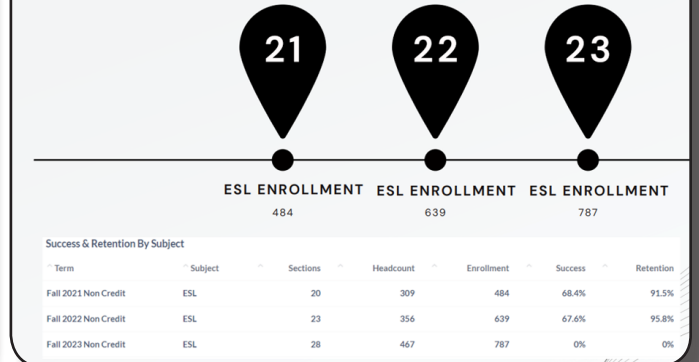 21 22 23
ESL ENROLLMENT ESL ENROLLMENT ESL ENROLLMENT
484 639 787
Success & Retention By Subject
Term Subject Sections Headcount Enrollment Success Retention
Fall 2021 Non Credit ESL 20 309 484 68.4% 91.5%
Fall 2022 Non Credit ESL 23 356 639 67.6% 95.8%
Fall 2023 Non Credit ESL 28 467 787 0% 0%